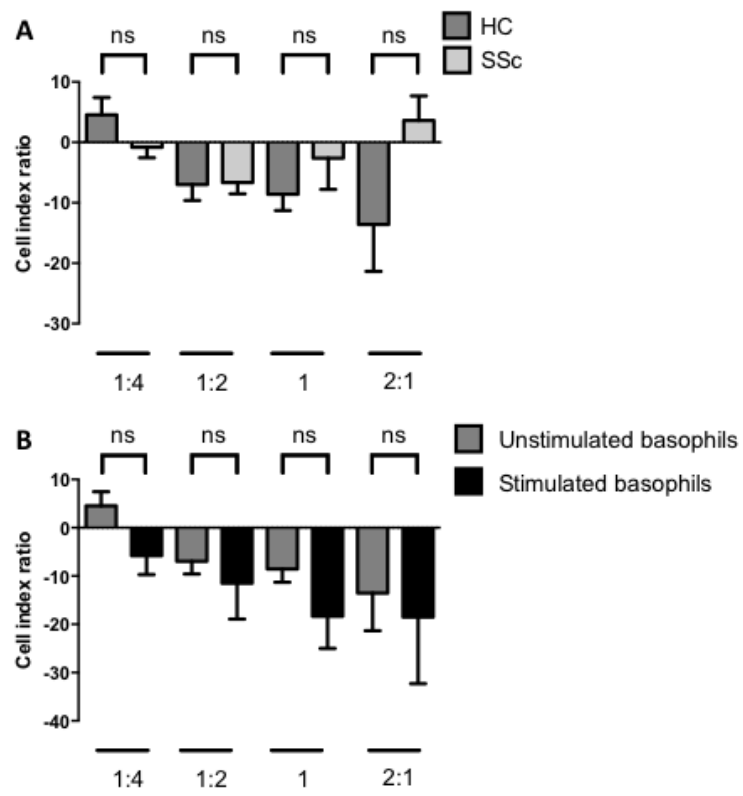 A
ns ns ns ns
HC
SSc
10
0
-10
-20
-30
Cell index ratio
1:4 1:2 1 2:1
B
ns ns ns ns
Unstimulated basophils
Stimulated basophils
10
0
-10
-20
-30
-40
Cell index ratio
1:4 1:2 1 2:1